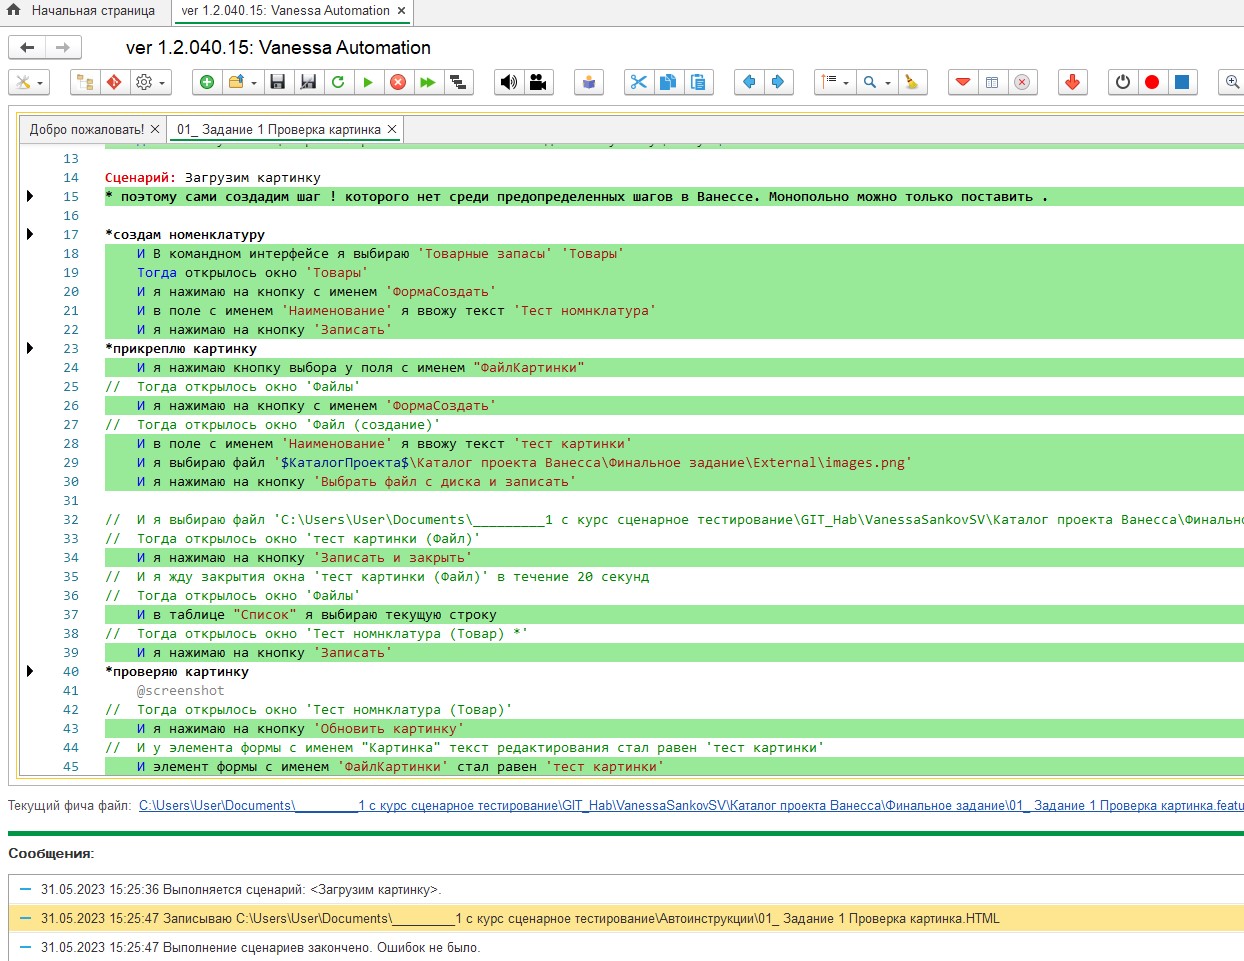 Начальная страница
ver 1.2.040.15: Vanessa Automation ×
ver 1.2.040.15: Vanessa Automation
Добро пожаловать! ×
01_ Задание 1 Проверка картинка ×
13
14 Сценарий: Загрузим картинку
15 * поэтому сами создадим шаг ! которого нет среди предопределенных шагов в Ванессе. Монопольно можно только поставить .
16
17 *создам номенклатуру
18 И В командном интерфейсе я выбираю 'Товарные запасы' 'Товары'
19 Тогда открылось окно 'Товары'
20 И я нажимаю на кнопку с именем 'ФормаСоздать'
21 И в поле с именем 'Наименование' я ввожу текст 'Тест номнклатура'
22 И я нажимаю на кнопку 'Записать'
23 *прикреплю картинку
24 И я нажимаю кнопку выбора у поля с именем "ФайлКартинки"
25 // Тогда открылось окно 'Файлы'
26 И я нажимаю на кнопку с именем 'ФормаСоздать'
27 // Тогда открылось окно 'Файл (создание)'
28 И в поле с именем 'Наименование' я ввожу текст 'тест картинки'
29 И я выбираю файл '$КаталогПроекта$\Каталог проекта Ванесса\Финальное задание\External\images.png'
30 И я нажимаю на кнопку 'Выбрать файл с диска и записать'
31
32 // И я выбираю файл 'C:\Users\User\Documents\_________1 с курс сценарное тестирование\GIT_Hab\VanessaSankovSV\Каталог проекта Ванесса\Финально
33 // Тогда открылось окно 'тест картинки (Файл)'
34 И я нажимаю на кнопку 'Записать и закрыть'
35 // И я жду закрытия окна 'тест картинки (Файл)' в течение 20 секунд
36 // Тогда открылось окно 'Файлы'
37 И в таблице "Список" я выбираю текущую строку
38 // Тогда открылось окно 'Тест номнклатура (Товар) *'
39 И я нажимаю на кнопку 'Записать'
40 *проверяю картинку
41 @screenshot
42 // Тогда открылось окно 'Тест номнклатура (Товар)'
43 И я нажимаю на кнопку 'Обновить картинку'
44 // И у элемента формы с именем "Картинка" текст редактирования стал равен 'тест картинки'
45 И элемент формы с именем 'ФайлКартинки' стал равен 'тест картинки'
Текущий фича файл: C:\Users\User\Documents\_________1 с курс сценарное тестирование\GIT_Hab\VanessaSankovSV\Каталог проекта Ванесса\Финальное задание\01_ Задание 1 Проверка картинка.featu
Сообщения:
31.05.2023 15:25:36 Выполняется сценарий: <Загрузим картинку>.
31.05.2023 15:25:47 Записываю C:\Users\User\Documents\_________1 с курс сценарное тестирование\Автоинструкции\01_ Задание 1 Проверка картинка.HTML
31.05.2023 15:25:47 Выполнение сценариев закончено. Ошибок не было.